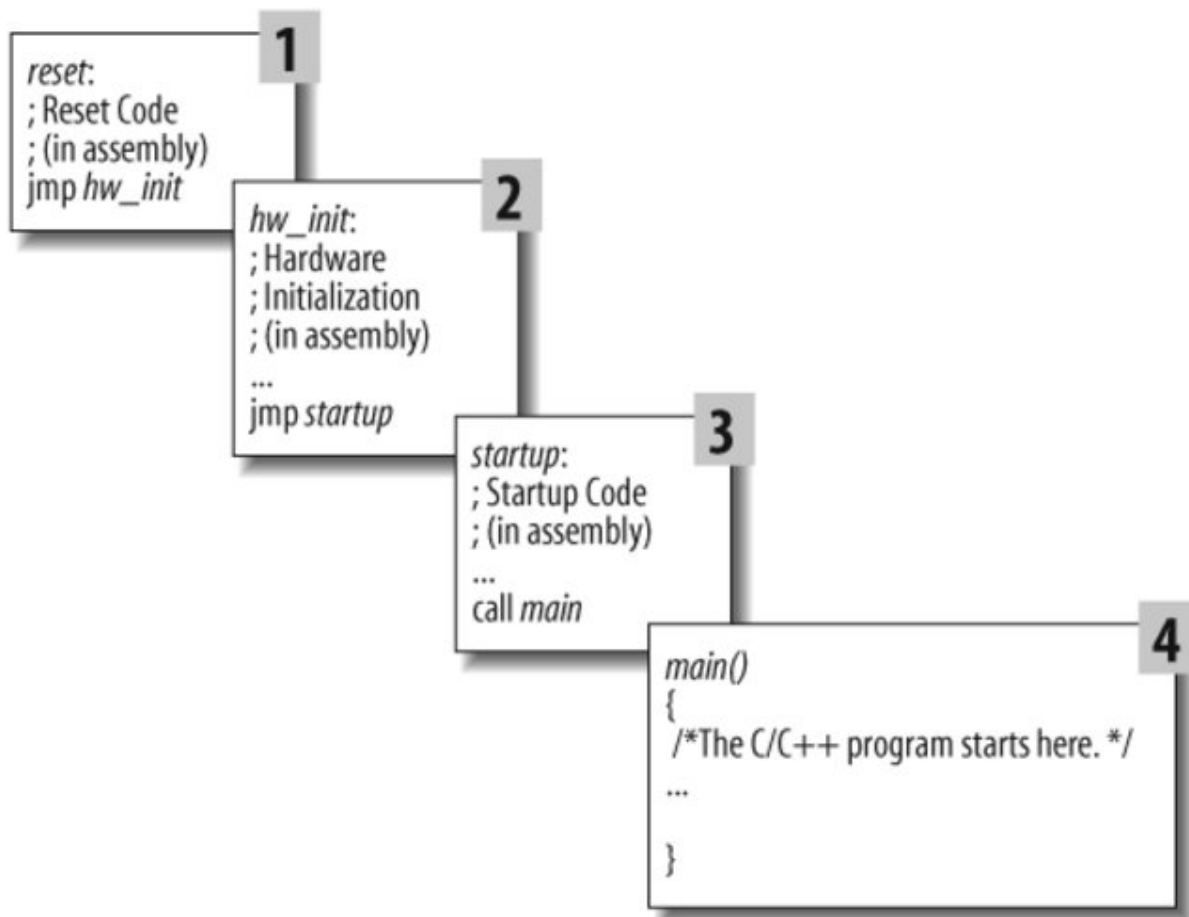 1
reset:
; Reset Code
; (in assembly)
jmp hw_init
2
hw_init:
; Hardware
; Initialization
; (in assembly)
...
jmp startup
3
startup:
; Startup Code
; (in assembly)
...
call main
4
main()
{
/*The C/C++ program starts here. */
...
}